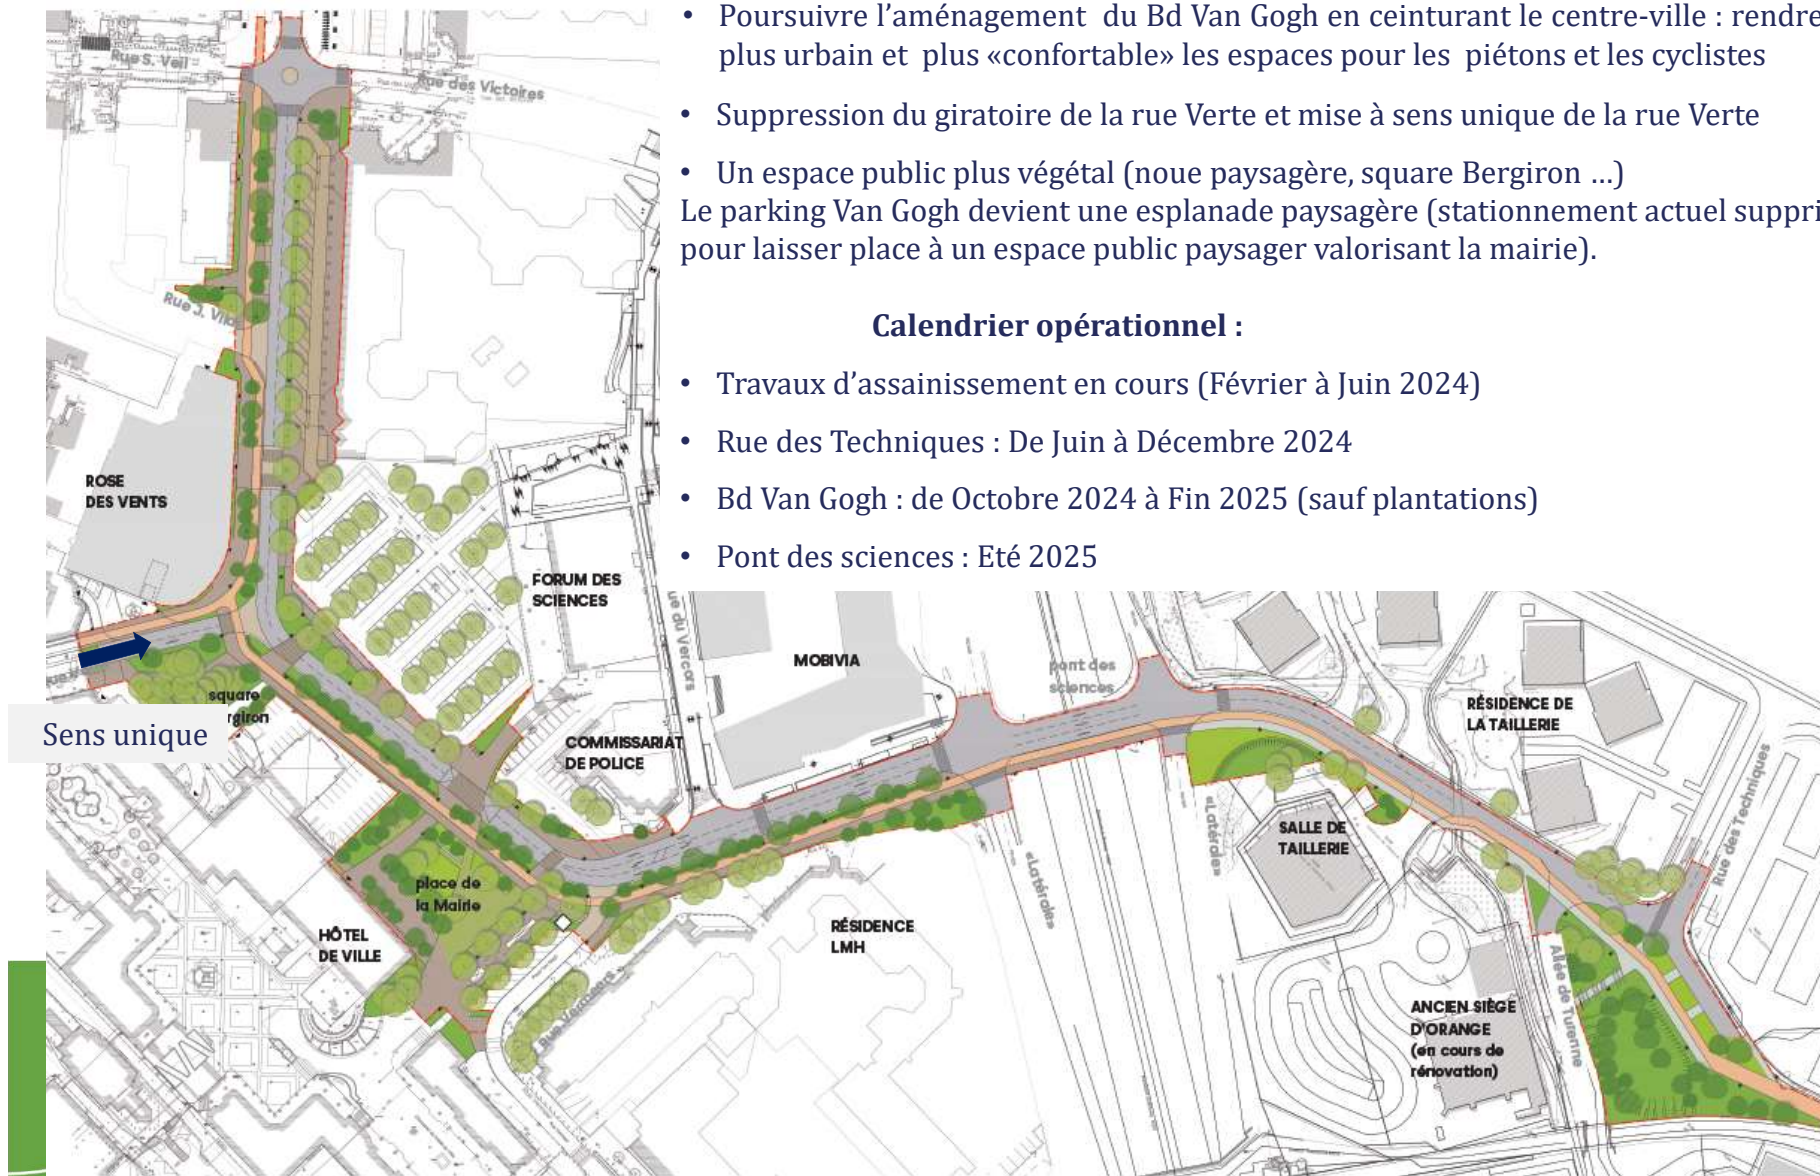 • Poursuivre l’aménagement du Bd Van Gogh en ceinturant le centre-ville : rendre
plus urbain et plus «confortable» les espaces pour les piétons et les cyclistes
• Suppression du giratoire de la rue Verte et mise à sens unique de la rue Verte
• Un espace public plus végétal (noue paysagère, square Bergiron ...)
Le parking Van Gogh devient une esplanade paysagère (stationnement actuel suppri
pour laisser place à un espace public paysager valorisant la mairie).
Calendrier opérationnel :
• Travaux d’assainissement en cours (Février à Juin 2024)
• Rue des Techniques : De Juin à Décembre 2024
• Bd Van Gogh : de Octobre 2024 à Fin 2025 (sauf plantations)
• Pont des sciences : Eté 2025
Rue S. Veil
Rue des Victoires
Rue J. Vilar
ROSE
DES VENTS
FORUM DES
SCIENCES
ue du Vercors
MOBIVIA
pont des
sciences
RÉSIDENCE DE
LA TAILLERIE
square
rgiron
Sens unique
COMMISSARIAT
DE POLICE
Rue des Techniques
«Latérale»
SALLE DE
TAILLERIE
place de
la Mairie
«Latérale»
HÔTEL
DE VILLE
RÉSIDENCE
LMH
Allée de Turenne
ANCIEN SIÈGE
D'ORANGE
(en cours de
rénovation)